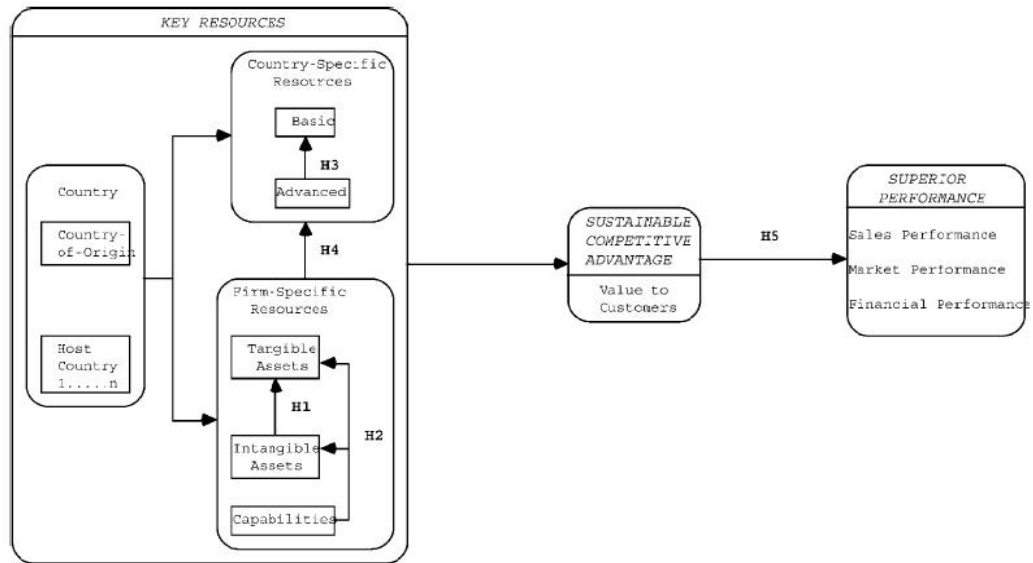 KEY RESOURCES
Country-Specific
Resources
Basic
H3
Advanced
Country
Country-
of-Origin
Host
Country
1.....n
H4
Firm-Specific
Resources
Tangible
Assets
H1
H2
Intangible
Assets
Capabilities
SUSTAINABLE
COMPETITIVE
ADVANTAGE
Value to
Customers
H5
SUPERIOR
PERFORMANCE
Sales Performance
Market Performance
Financial Performance